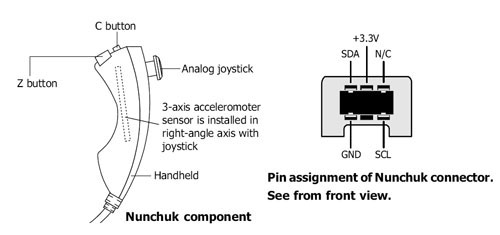 C button
Z button
Analog joystick
3-axis acceleromoter
sensor is installed in
right-angle axis with
joystick
Handheld
Nunchuk component
+3.3V
SDA
N/C
GND
SCL
Pin assignment of Nunchuk connector.
See from front view.